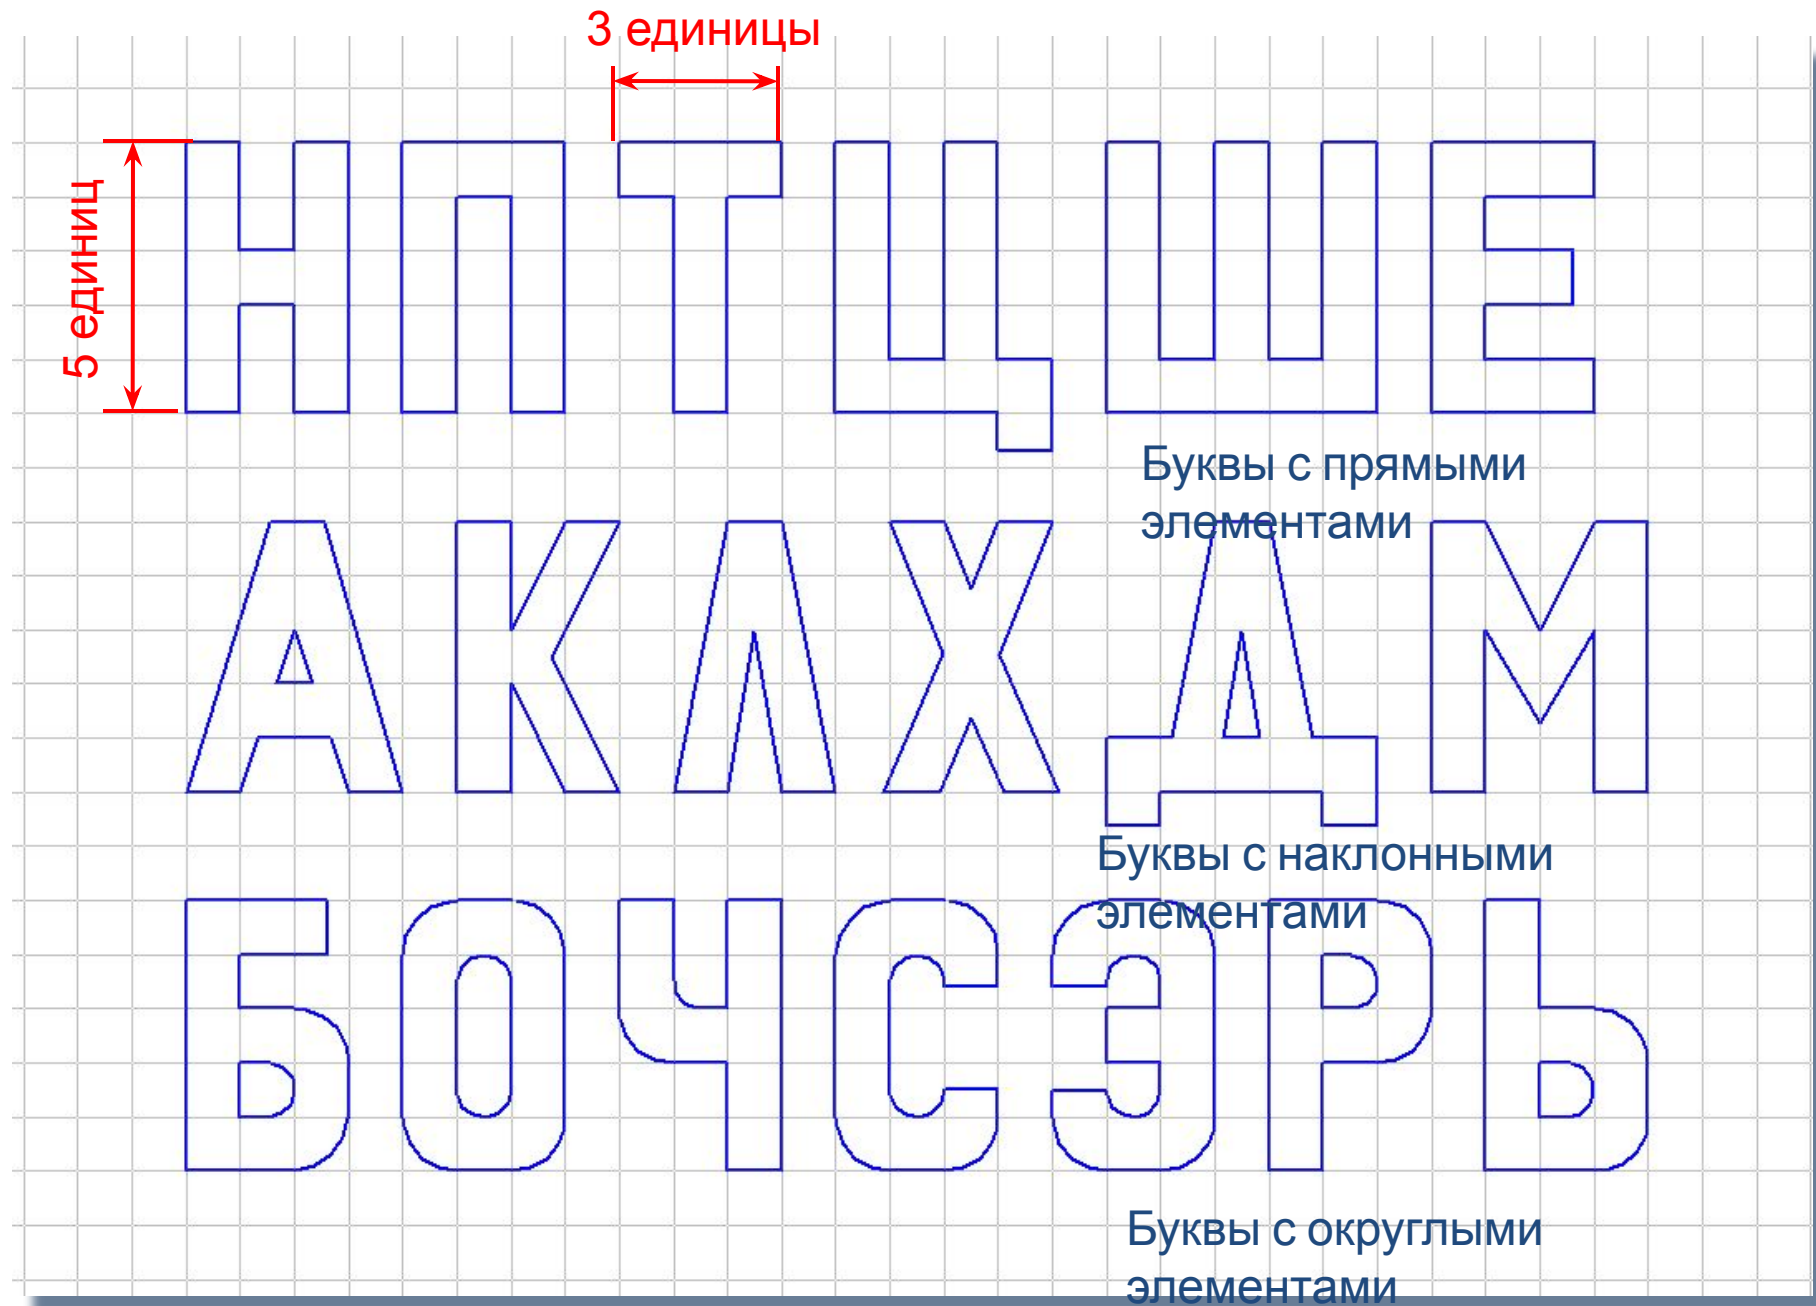 3 единицы
5 единиц
НПТЦШЕ
Буквы с прямыми
элементами
АКЛХДМ
Буквы с наклонными
элементами
БОЧСЭРЬ
Буквы с округлыми
элементами